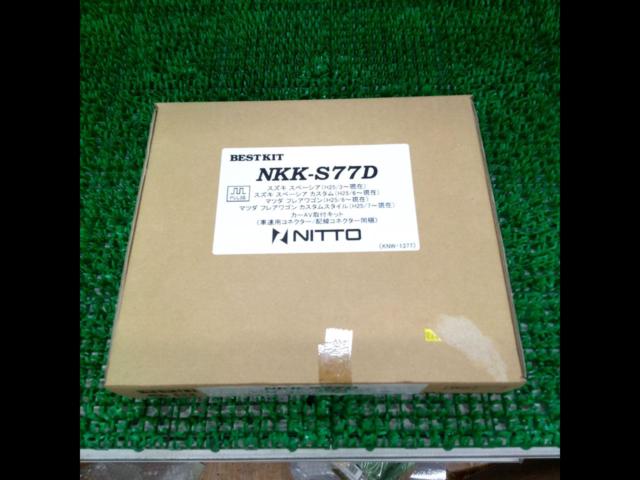 BESTKIT
NKK-S77D
スズキ スペーシア(H25/3～現在)
スズキ スペーシア カスタム(H25/6～現在)
マツダ フレアワゴン(H25/6～現在)
マツダ フレアワゴン カスタムスタイル(H25/7～現在)
カーAV取付キット
(車速用コネクター/配線コネクター同梱)
NITTO
(KNW-1277)
NKK-S77D